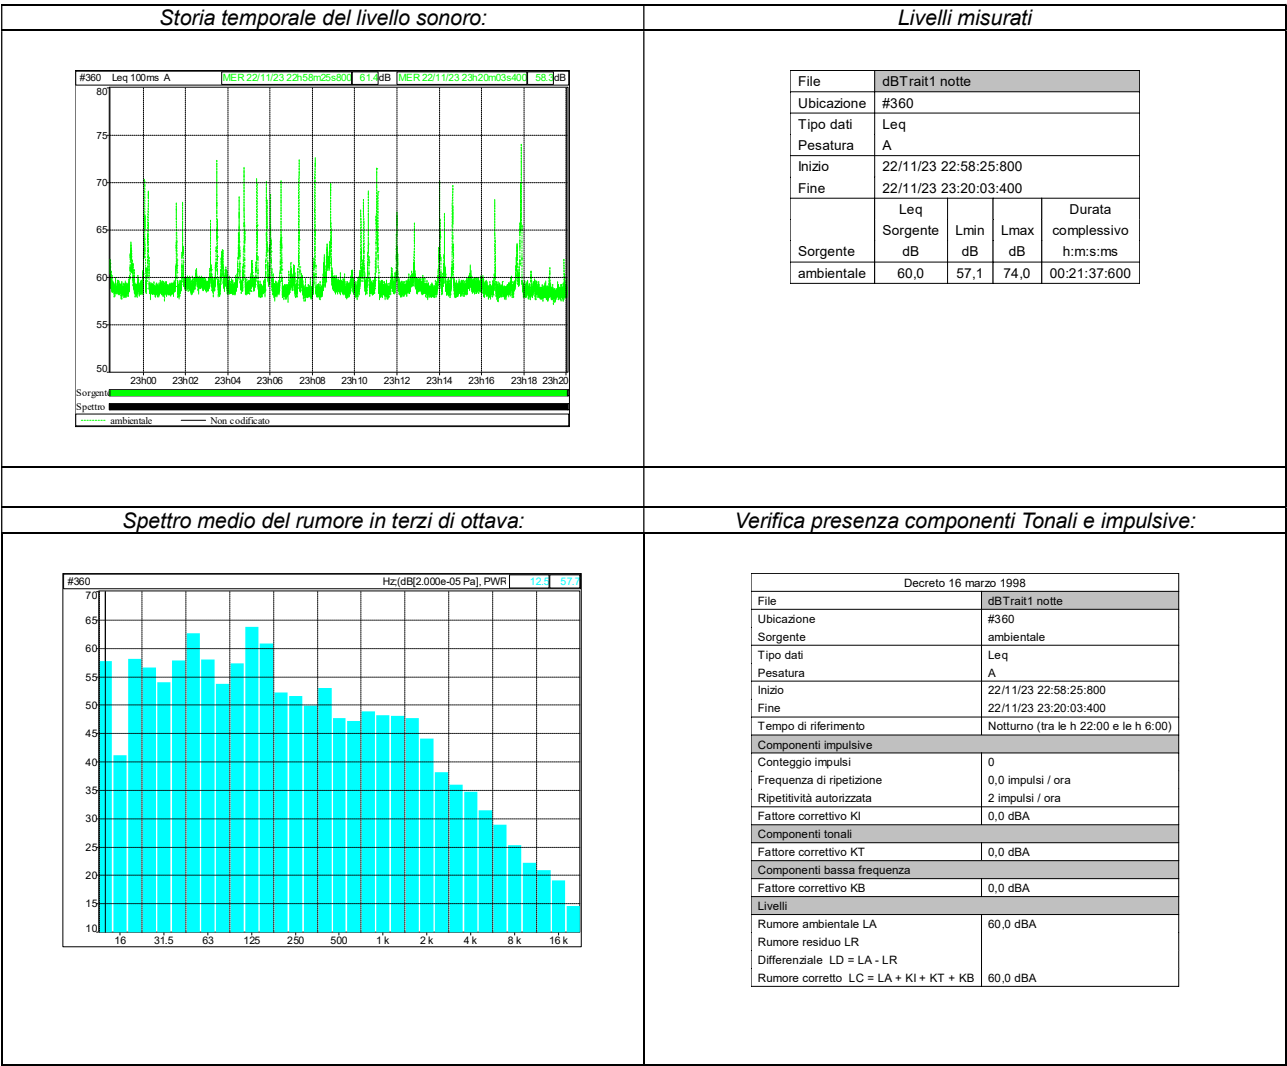 Storia temporale del livello sonoro:
Livelli misurati
#360 Leq 100ms A MER 22/11/23 22h58m25s800 61.4 dB MER 22/11/23 23h20m03s400 58.3 dB
80
75
70
65
60
55
50
23h00 23h02 23h04 23h06 23h08 23h10 23h12 23h14 23h16 23h18 23h20
Sorgente
Spettro
ambientale Non codificato
File dBTrait1 notte
Ubicazione #360
Tipo dati Leq
Pesatura A
Inizio 22/11/23 22:58:25:800
Fine 22/11/23 23:20:03:400
Leq Durata
Sorgente Lmin Lmax complessivo
Sorgente dB dB dB h:m:s:ms
ambientale 60,0 57,1 74,0 00:21:37:600
Spettro medio del rumore in terzi di ottava:
Verifica presenza componenti Tonali e impulsive:
#360 Hz;(dB[2.000e-05 Pa], PWR 12.5 57.7
70
65
60
55
50
45
40
35
30
25
20
15
10
16 31.5 63 125 250 500 1 k 2 k 4 k 8 k 16 k
Decreto 16 marzo 1998
File dBTrait1 notte
Ubicazione #360
Sorgente ambientale
Tipo dati Leq
Pesatura A
Inizio 22/11/23 22:58:25:800
Fine 22/11/23 23:20:03:400
Tempo di riferimento Notturno (tra le h 22:00 e le h 6:00)
Componenti impulsive
Conteggio impulsi 0
Frequenza di ripetizione 0,0 impulsi / ora
Ripetitività autorizzata 2 impulsi / ora
Fattore correttivo KI 0,0 dBA
Componenti tonali
Fattore correttivo KT 0,0 dBA
Componenti bassa frequenza
Fattore correttivo KB 0,0 dBA
Livelli
Rumore ambientale LA 60,0 dBA
Rumore residuo LR
Differenziale LD = LA - LR
Rumore corretto LC = LA + KI + KT + KB 60,0 dBA